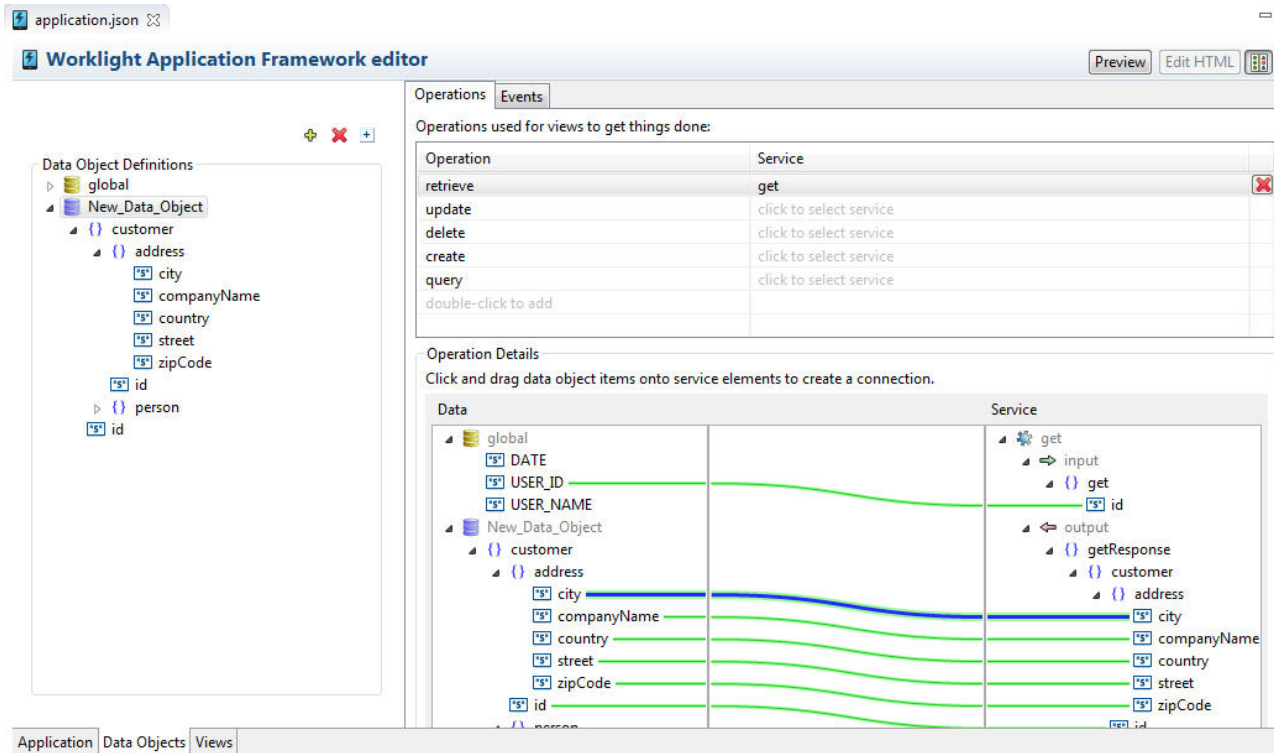 application.json
Worklight Application Framework editor
Preview
Edit HTML
Operations
Events
Operations used for views to get things done:
Operation Service
retrieve get
update click to select service
delete click to select service
create click to select service
query click to select service
double-click to add
Data Object Definitions
global
New_Data_Object
{} customer
{} address
"S" city
"S" companyName
"S" country
"S" street
"S" zipCode
"S" id
{} person
"S" id
Operation Details
Click and drag data object items onto service elements to create a connection.
Data
global
"S" DATE
"S" USER_ID
"S" USER_NAME
New_Data_Object
{} customer
{} address
"S" city
"S" companyName
"S" country
"S" street
"S" zipCode
"S" id
{} person
Service
get
input
{} get
"S" id
output
{} getResponse
{} customer
{} address
"S" city
"S" companyName
"S" country
"S" street
"S" zipCode
"S" id
Application
Data Objects
Views